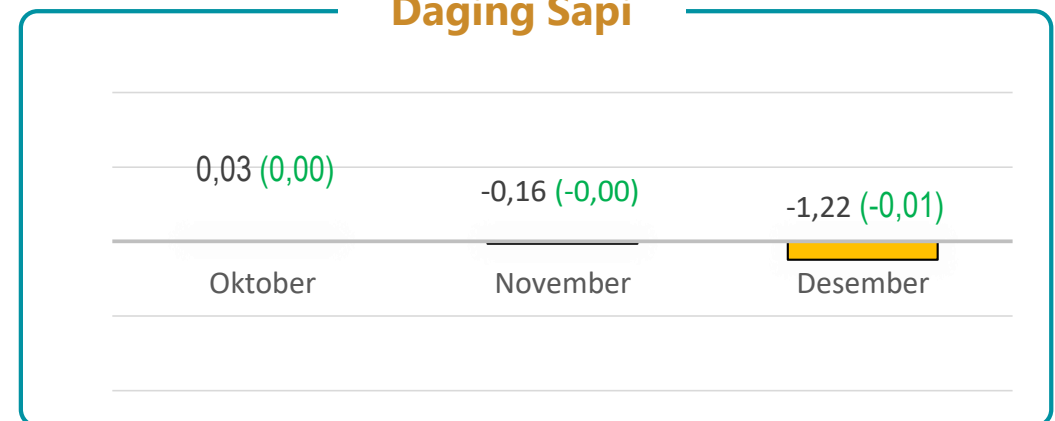 Daging Sapi
0,03 (0,00)
-0,16 (-0,00)
-1,22 (-0,01)
Oktober
November
Desember